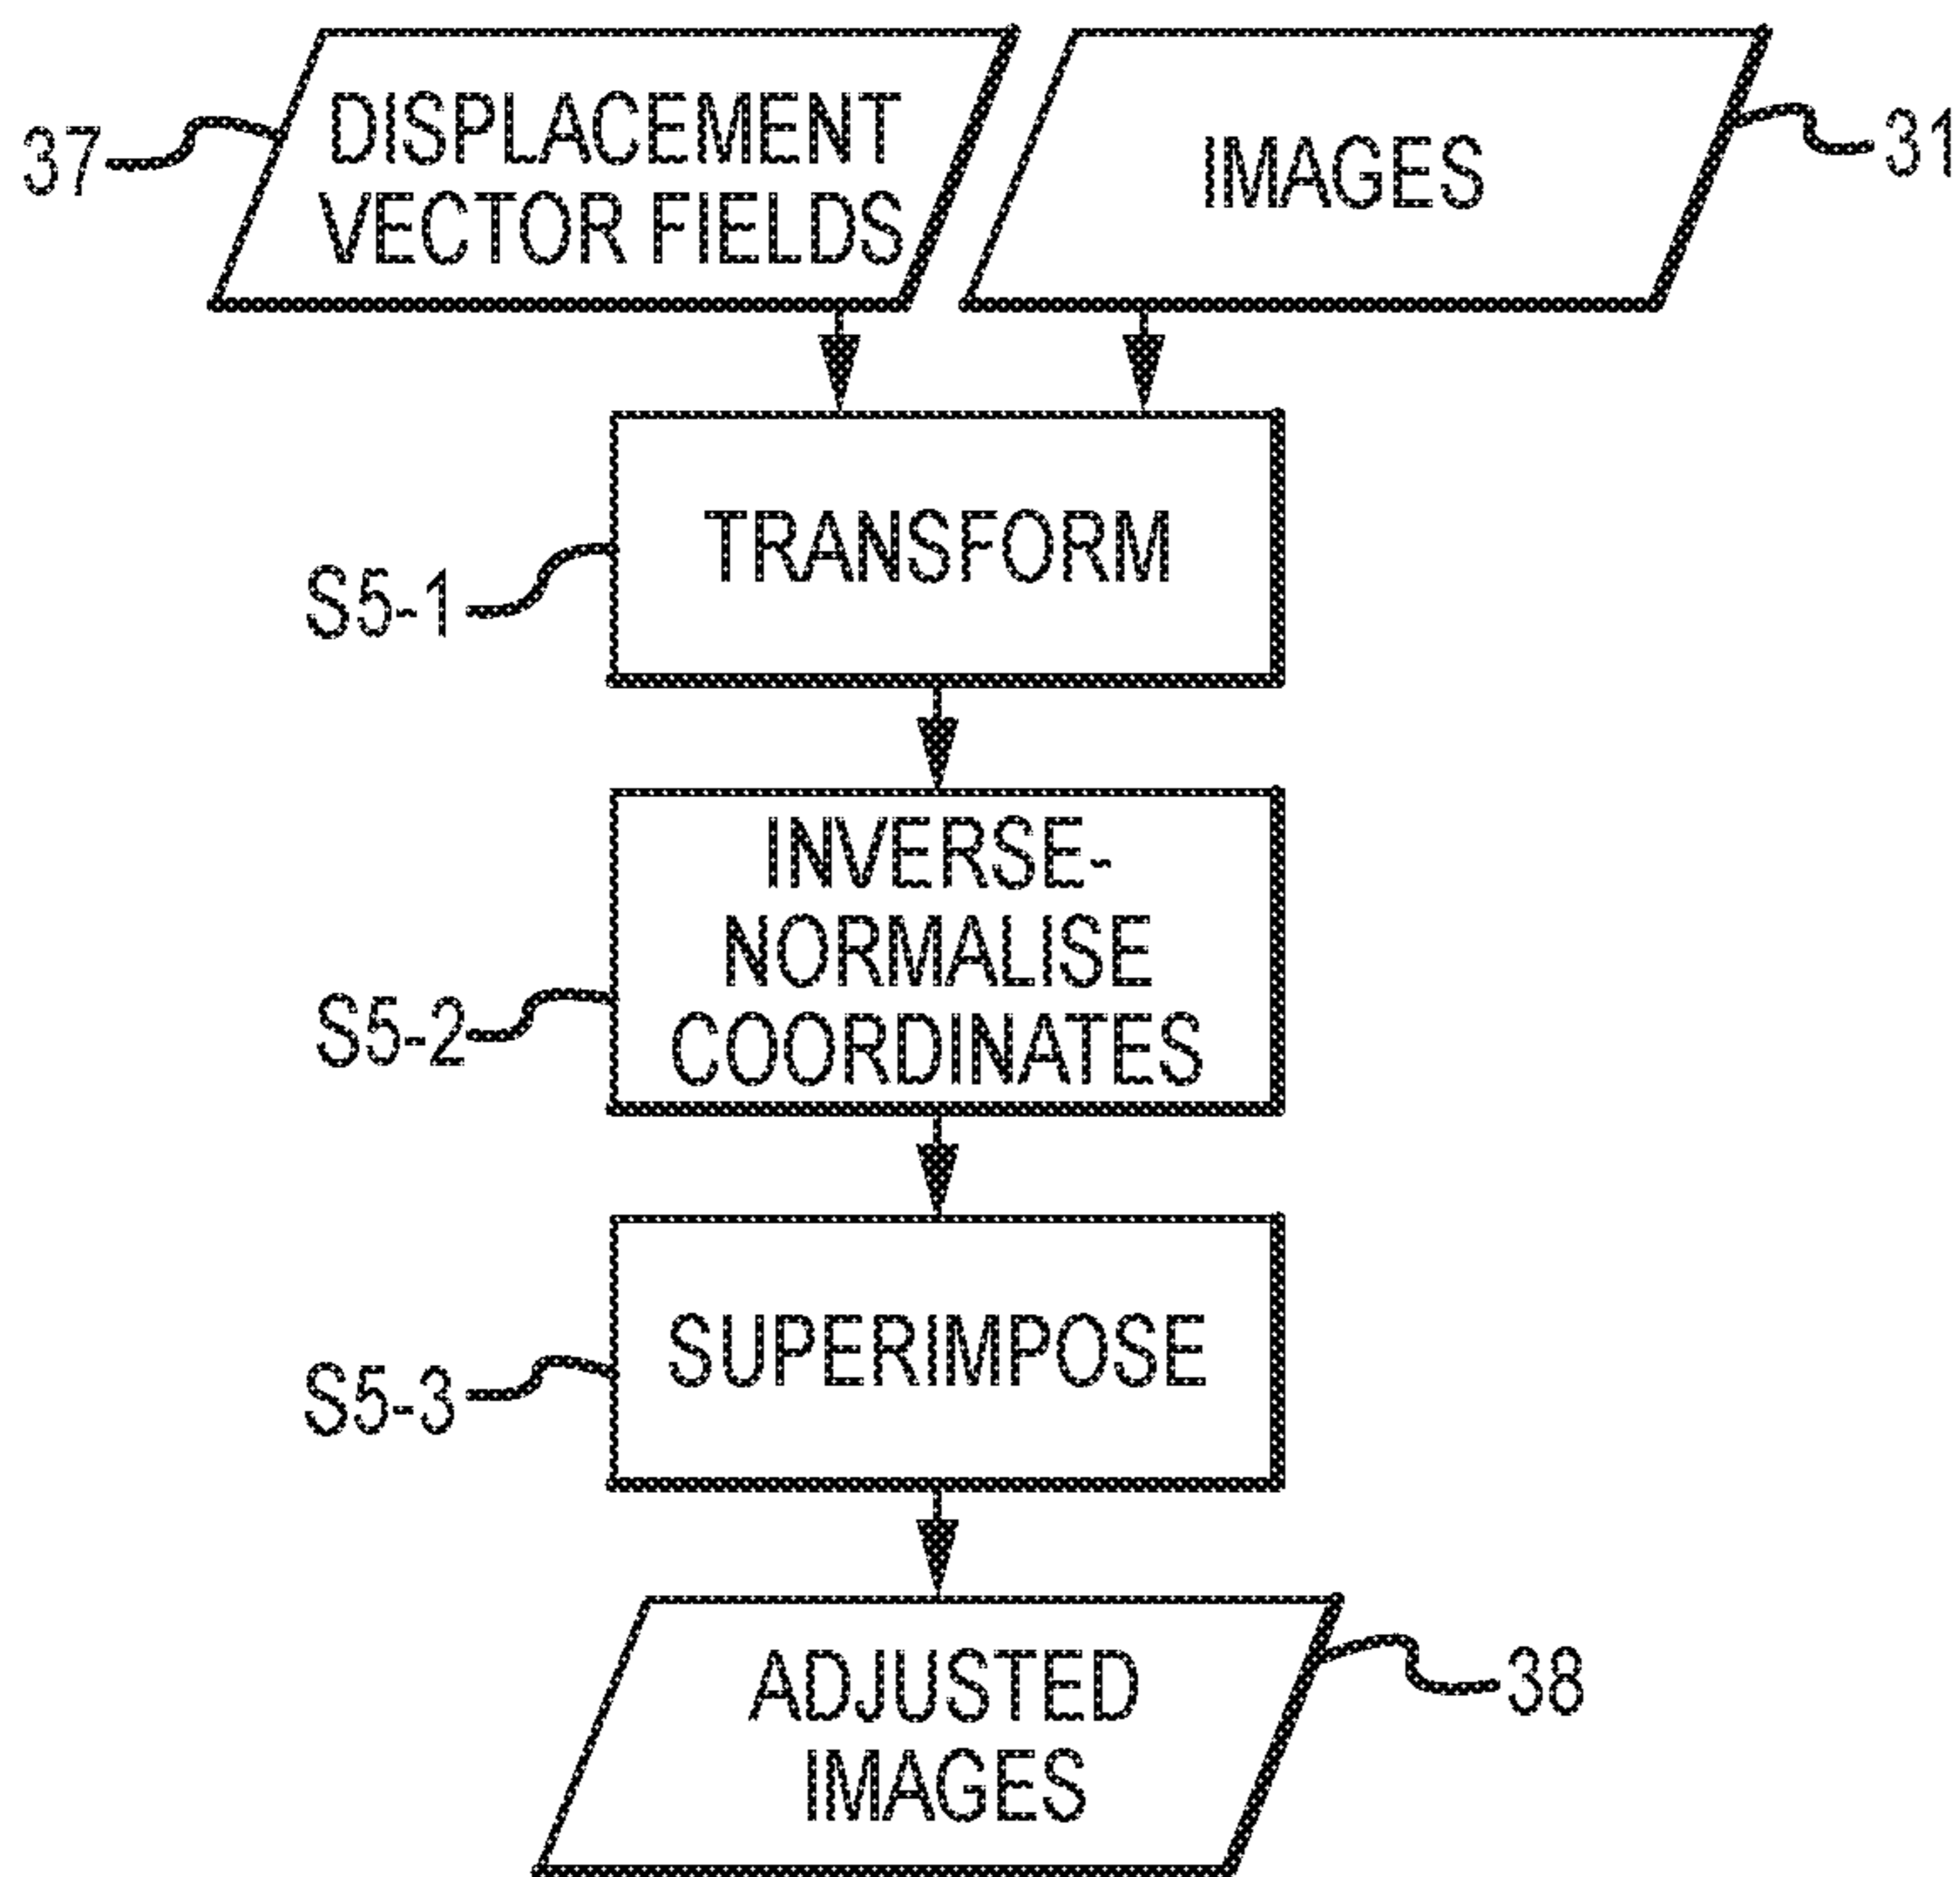 37
DISPLACEMENT
VECTOR FIELDS
IMAGES
31
S5-1
TRANSFORM
S5-2
INVERSE-
NORMALISE
COORDINATES
S5-3
SUPERIMPOSE
ADJUSTED
IMAGES
38